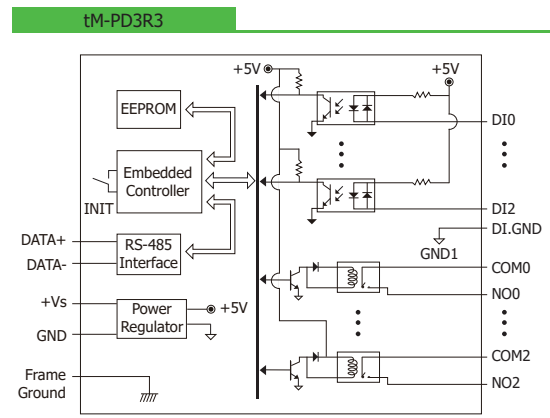 tM-PD3R3
+5V
+5V
EEPROM
DI0
Embedded
Controller
INIT
DI2
DATA+
RS-485
Interface
DATA-
DI.GND
GND1
COM0
NO0
+Vs
Power
Regulator
+5V
GND
COM2
NO2
Frame
Ground